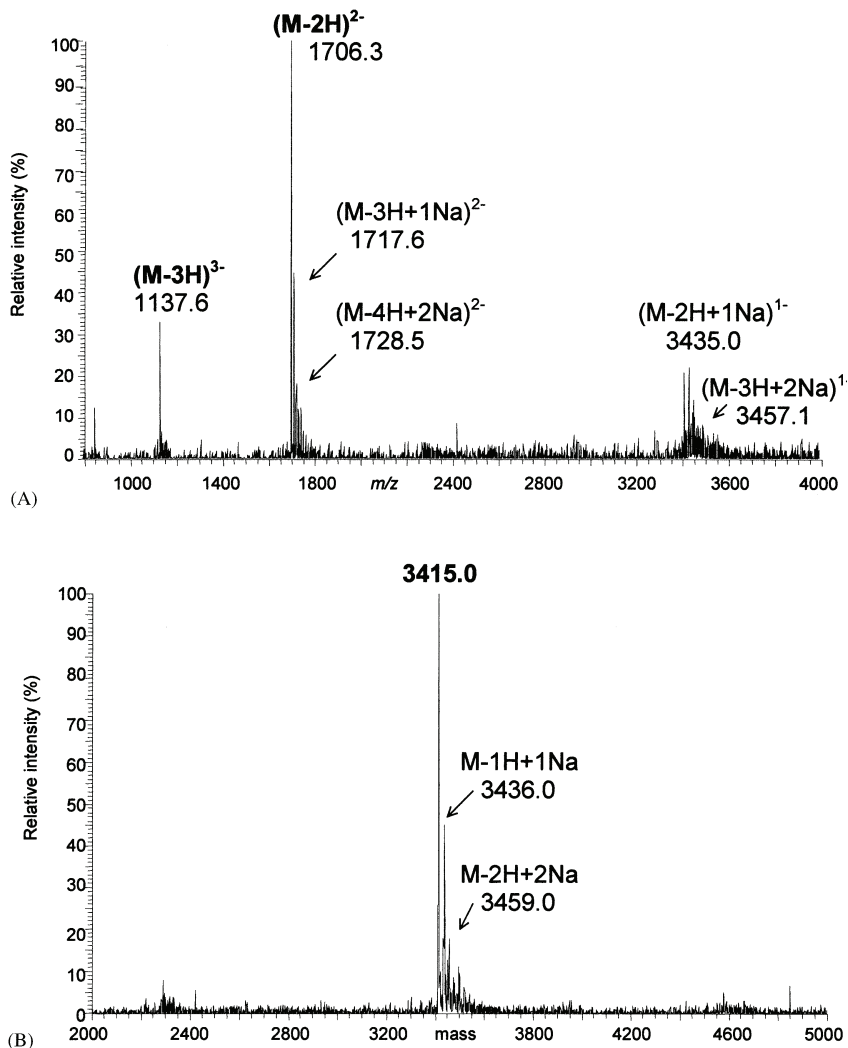 (M-2H)2-
1706.3
(M-3H+1Na)2-
1717.6
(M-3H)3-
1137.6
(M-4H+2Na)2-
1728.5
(M-2H+1Na)1-
3435.0
(M-3H+2Na)1-
3457.1
Relative intensity (%)
100
90
80
70
60
50
40
30
20
10
0
1000 1400 1800 m/z 2400 2800 3200 3600 4000
(A)
3415.0
M-1H+1Na
3436.0
M-2H+2Na
3459.0
Relative intensity (%)
100
90
80
70
60
50
40
30
20
10
0
2000 2400 2800 3200 mass 3800 4200 4600 5000
(B)